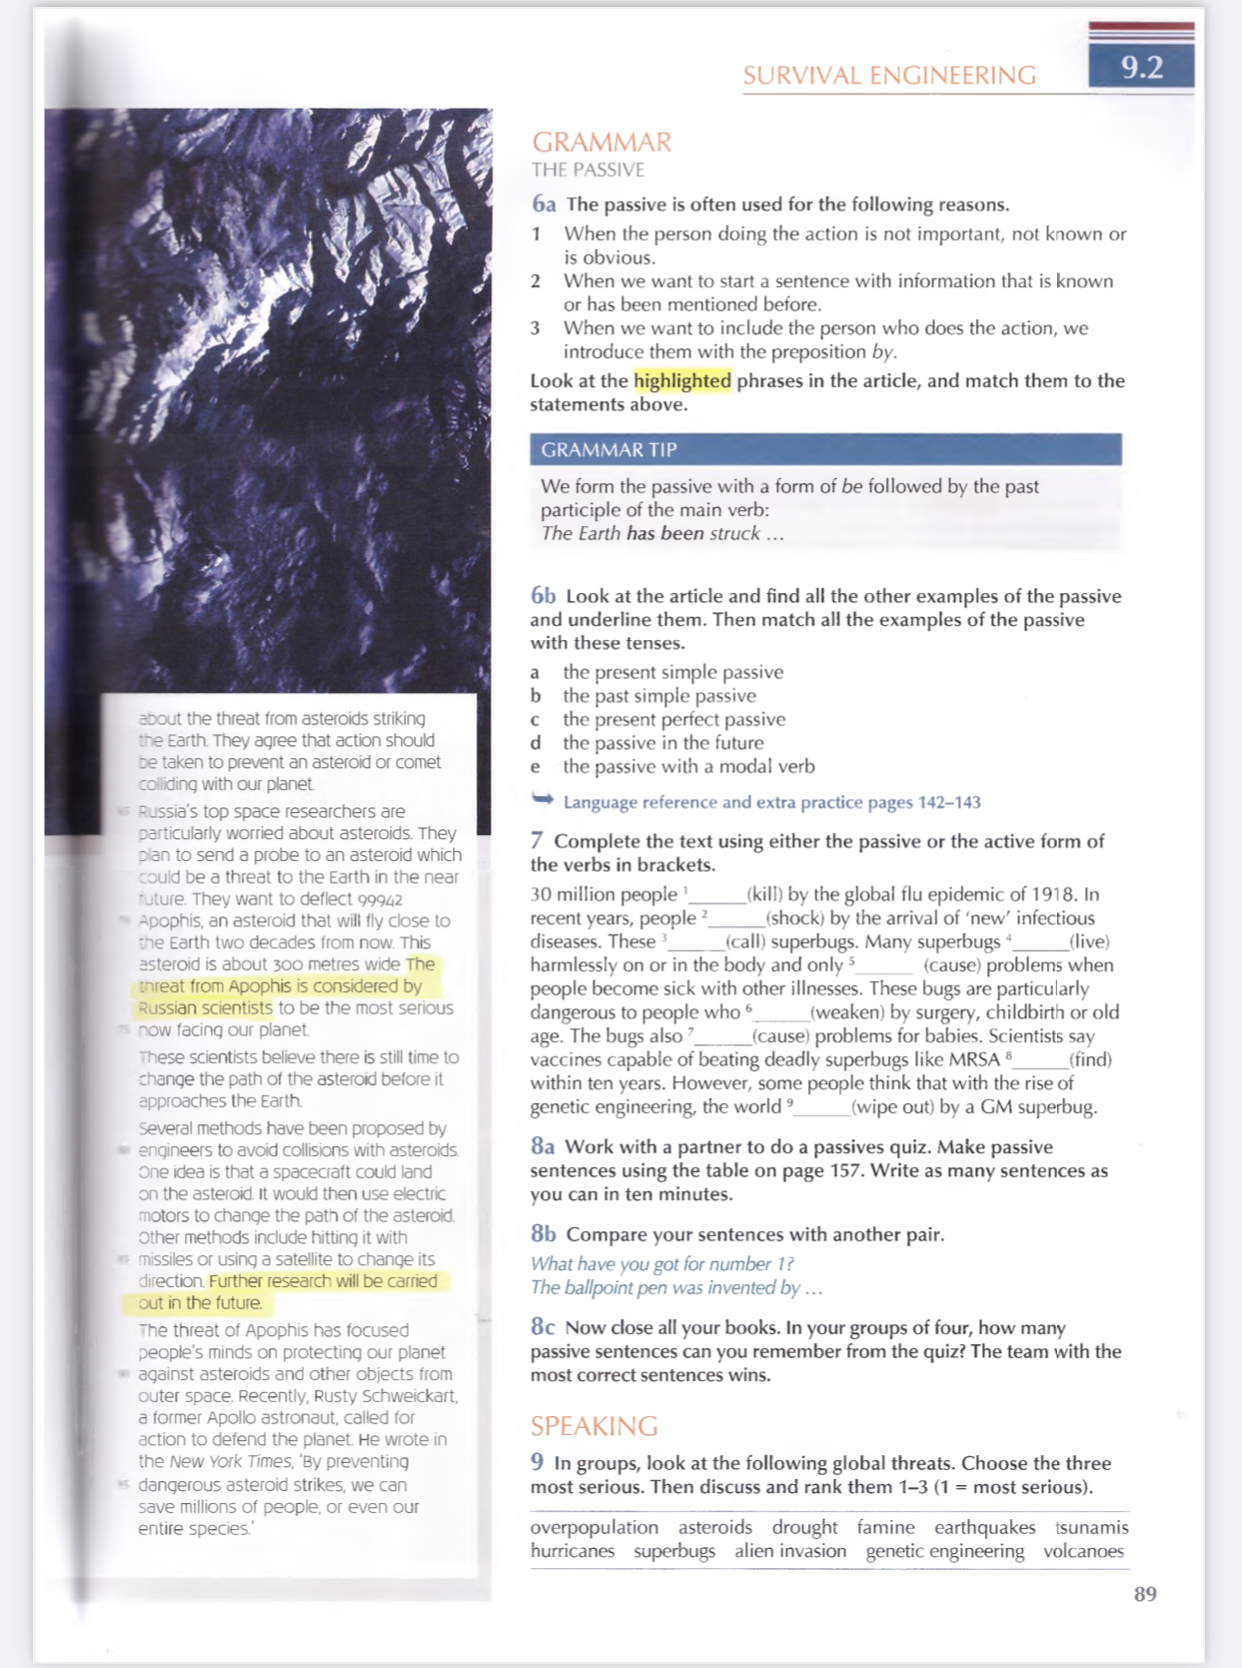 SURVIVAL ENGINEERING
9.2
about the threat from asteroids striking
the Earth. They agree that action should
be taken to prevent an asteroid or comet
colliding with our planet.
65 Russia's top space researchers are
particularly worried about asteroids. They
plan to send a probe to an asteroid which
could be a threat to the Earth in the near
future. They want to deflect 99942
70 Apophis, an asteroid that will fly close to
the Earth two decades from now. This
asteroid is about 300 metres wide The
threat from Apophis is considered by
Russian scientists to be the most serious
75 now facing our planet.
These scientists believe there is still time to
change the path of the asteroid before it
approaches the Earth.
Several methods have been proposed by
80 engineers to avoid collisions with asteroids.
One idea is that a spacecraft could land
on the asteroid. It would then use electric
motors to change the path of the asteroid.
Other methods include hitting it with
85 missiles or using a satellite to change its
direction. Further research will be carried
out in the future.
The threat of Apophis has focused
people's minds on protecting our planet
90 against asteroids and other objects from
outer space. Recently, Rusty Schweickart,
a former Apollo astronaut, called for
action to defend the planet. He wrote in
the New York Times, 'By preventing
95 dangerous asteroid strikes, we can
save millions of people, or even our
entire species.'
GRAMMAR
THE PASSIVE
6a The passive is often used for the following reasons.
1 When the person doing the action is not important, not known or
is obvious.
2 When we want to start a sentence with information that is known
or has been mentioned before.
3 When we want to include the person who does the action, we
introduce them with the preposition by.
Look at the highlighted phrases in the article, and match them to the
statements above.
GRAMMAR TIP
We form the passive with a form of be followed by the past
participle of the main verb:
The Earth has been struck ...
6b Look at the article and find all the other examples of the passive
and underline them. Then match all the examples of the passive
with these tenses.
a the present simple passive
b the past simple passive
c the present perfect passive
d the passive in the future
e the passive with a modal verb
➥ Language reference and extra practice pages 142–143
7 Complete the text using either the passive or the active form of
the verbs in brackets.
30 million people ¹______(kill) by the global flu epidemic of 1918. In
recent years, people ²______(shock) by the arrival of 'new' infectious
diseases. These ³______(call) superbugs. Many superbugs ⁴______(live)
harmlessly on or in the body and only ⁵______ (cause) problems when
people become sick with other illnesses. These bugs are particularly
dangerous to people who ⁶______(weaken) by surgery, childbirth or old
age. The bugs also ⁷______(cause) problems for babies. Scientists say
vaccines capable of beating deadly superbugs like MRSA ⁸______(find)
within ten years. However, some people think that with the rise of
genetic engineering, the world ⁹______(wipe out) by a GM superbug.
8a Work with a partner to do a passives quiz. Make passive
sentences using the table on page 157. Write as many sentences as
you can in ten minutes.
8b Compare your sentences with another pair.
What have you got for number 1?
The ballpoint pen was invented by ...
8c Now close all your books. In your groups of four, how many
passive sentences can you remember from the quiz? The team with the
most correct sentences wins.
SPEAKING
9 In groups, look at the following global threats. Choose the three
most serious. Then discuss and rank them 1–3 (1 = most serious).
overpopulation asteroids drought famine earthquakes tsunamis
hurricanes superbugs alien invasion genetic engineering volcanoes
89